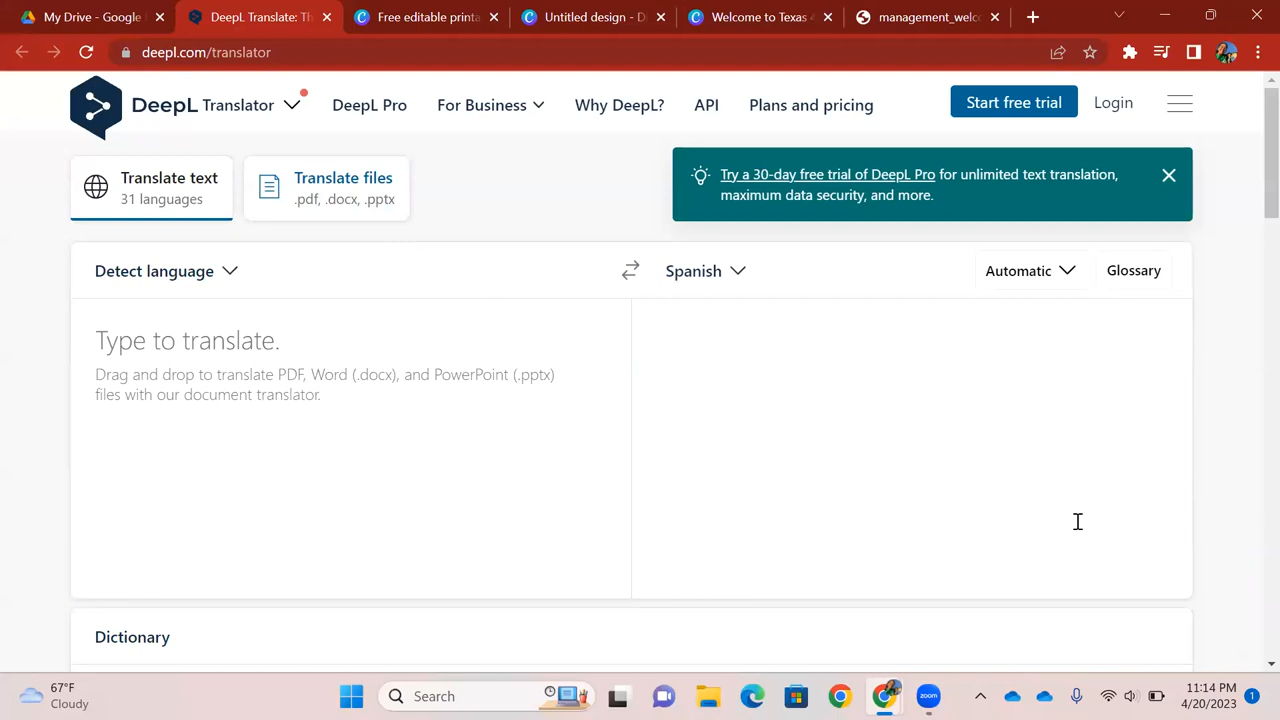 My Drive - Google
DeepL Translate: Th
Free editable printa
Untitled design - D
Welcome to Texas 4
management_welc
deepl.com/translator
DeepL Translator
DeepL Pro
For Business
Why DeepL?
API
Plans and pricing
Start free trial
Login
Translate text
31 languages
Translate files
.pdf, .docx, .pptx
Try a 30-day free trial of DeepL Pro for unlimited text translation,
maximum data security, and more.
Detect language
Spanish
Automatic
Glossary
Type to translate.
Drag and drop to translate PDF, Word (.docx), and PowerPoint (.pptx)
files with our document translator.
Dictionary
67°F
Cloudy
Search
zoom
11:14 PM
4/20/2023
1